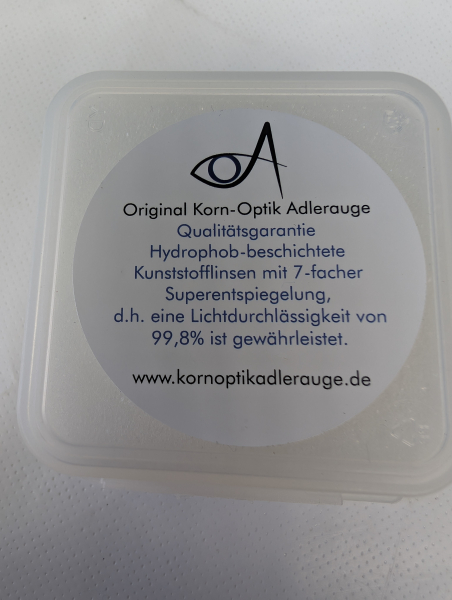 Original Korn-Optik Adlerauge
Qualitätsgarantie
Hydrophob-beschichtete
Kunststofflinsen mit 7-facher
Superentspiegelung,
d.h. eine Lichtdurchlässigkeit von
99,8% ist gewährleistet.
www.kornoptikadlerauge.de